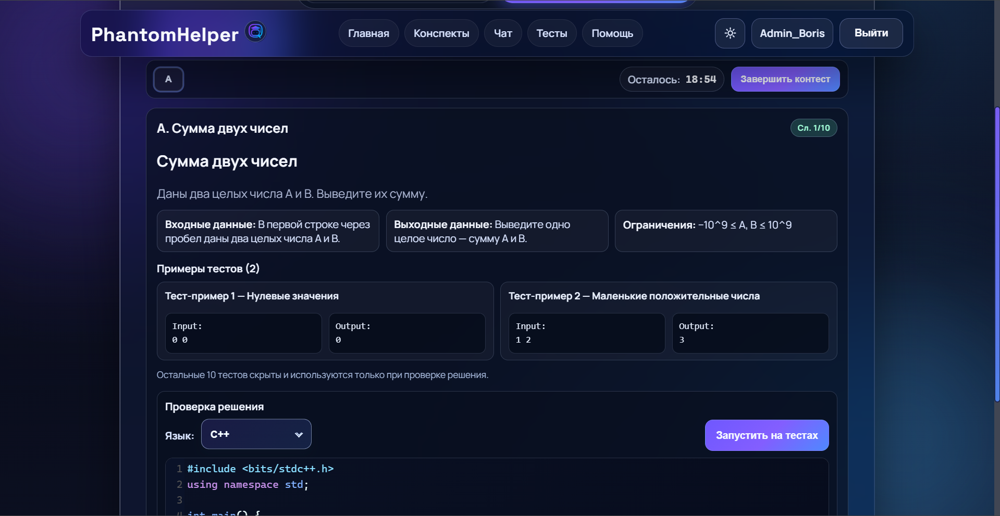 PhantomHelper
Главная
Конспекты
Чат
Тесты
Помощь
Admin_Boris
Выйти
A
Осталось: 18:54
Завершить контест
A. Сумма двух чисел
Сл. 1/10
Сумма двух чисел
Даны два целых числа A и B. Выведите их сумму.
Входные данные: В первой строке через
пробел даны два целых числа A и B.
Выходные данные: Выведите одно
целое число — сумму A и B.
Ограничения: −10^9 ≤ A, B ≤ 10^9
Примеры тестов (2)
Тест-пример 1 — Нулевые значения
Input:
0 0
Output:
0
Тест-пример 2 — Маленькие положительные числа
Input:
1 2
Output:
3
Остальные 10 тестов скрыты и используются только при проверке решения.
Проверка решения
Язык:
C++
Запустить на тестах
1 #include <bits/stdc++.h>
2 using namespace std;
3
4 int main() {